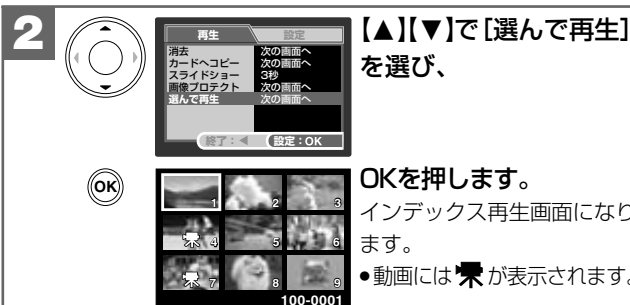 2
再生 設定
消去 次の画面へ
カードへコピー 次の画面へ
スライドショー 3秒
画像プロテクト 次の画面へ
選んで再生 次の画面へ
終了:◀ 設定:OK
【▲】【▼】で[選んで再生]
を選び、
OK
1 2 3
4 5 6
7 8 9
100-0001
OKを押します。
インデックス再生画面になり
ます。
●動画には が表示されます。